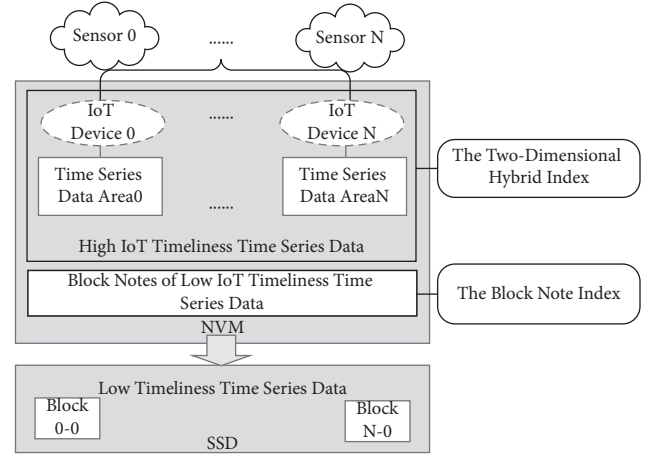 Sensor 0
......
Sensor N
IoT
Device 0
......
IoT
Device N
Time Series
Data Area0
......
Time Series
Data AreaN
High IoT Timeliness Time Series Data
The Two-Dimensional
Hybrid Index
Block Notes of Low IoT Timeliness Time
Series Data
The Block Note Index
NVM
Low Timeliness Time Series Data
Block
0-0
Block
N-0
SSD